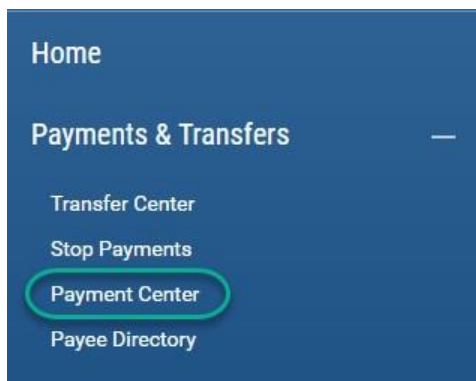 Home
Payments & Transfers
Transfer Center
Stop Payments
Payment Center
Payee Directory